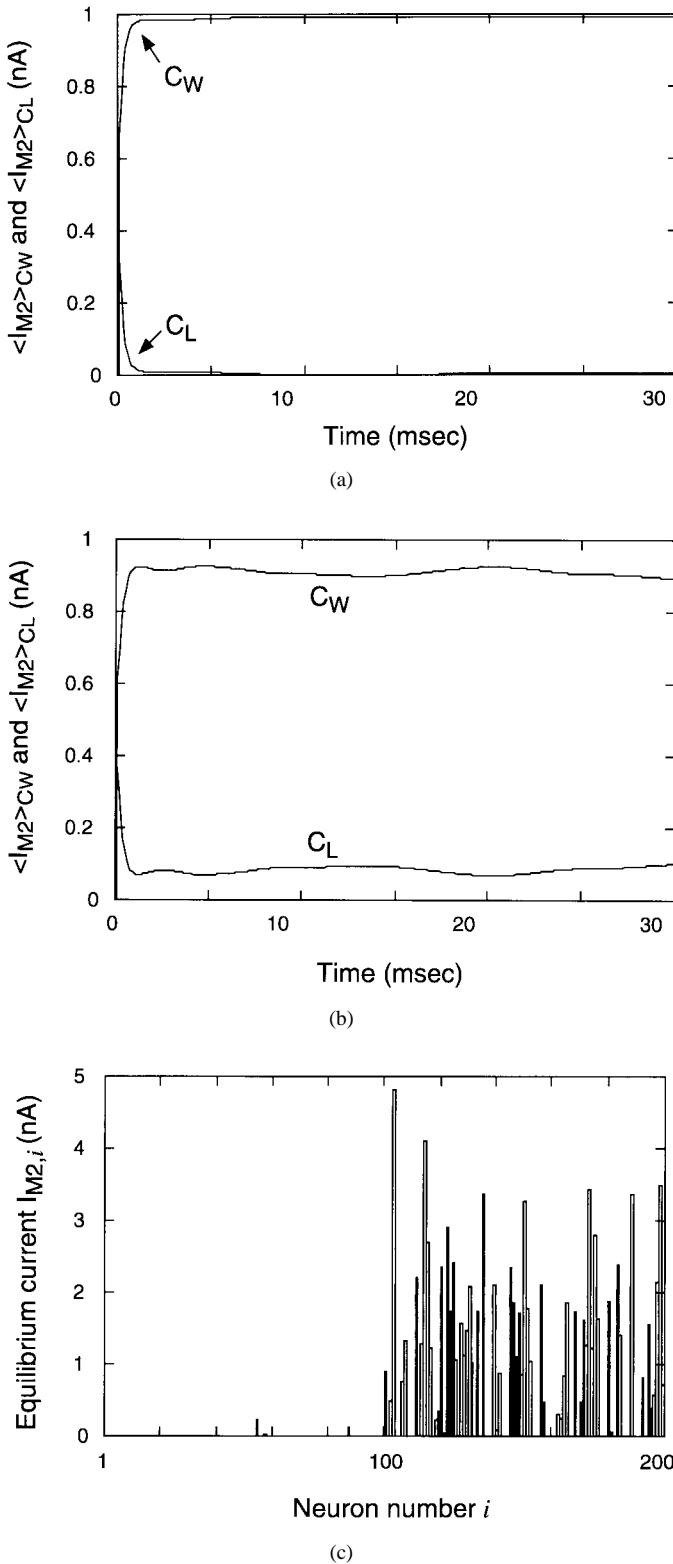 <I_M2>_CW and <I_M2>_CL (nA)
1
0.8
0.6
0.4
0.2
0
C_W
C_L
0
10
20
30
Time (msec)
(a)
<I_M2>_CW and <I_M2>_CL (nA)
1
0.8
0.6
0.4
0.2
0
C_W
C_L
0
10
20
30
Time (msec)
(b)
Equilibrium current I_M2,i (nA)
5
4
3
2
1
0
1
100
200
Neuron number i
(c)